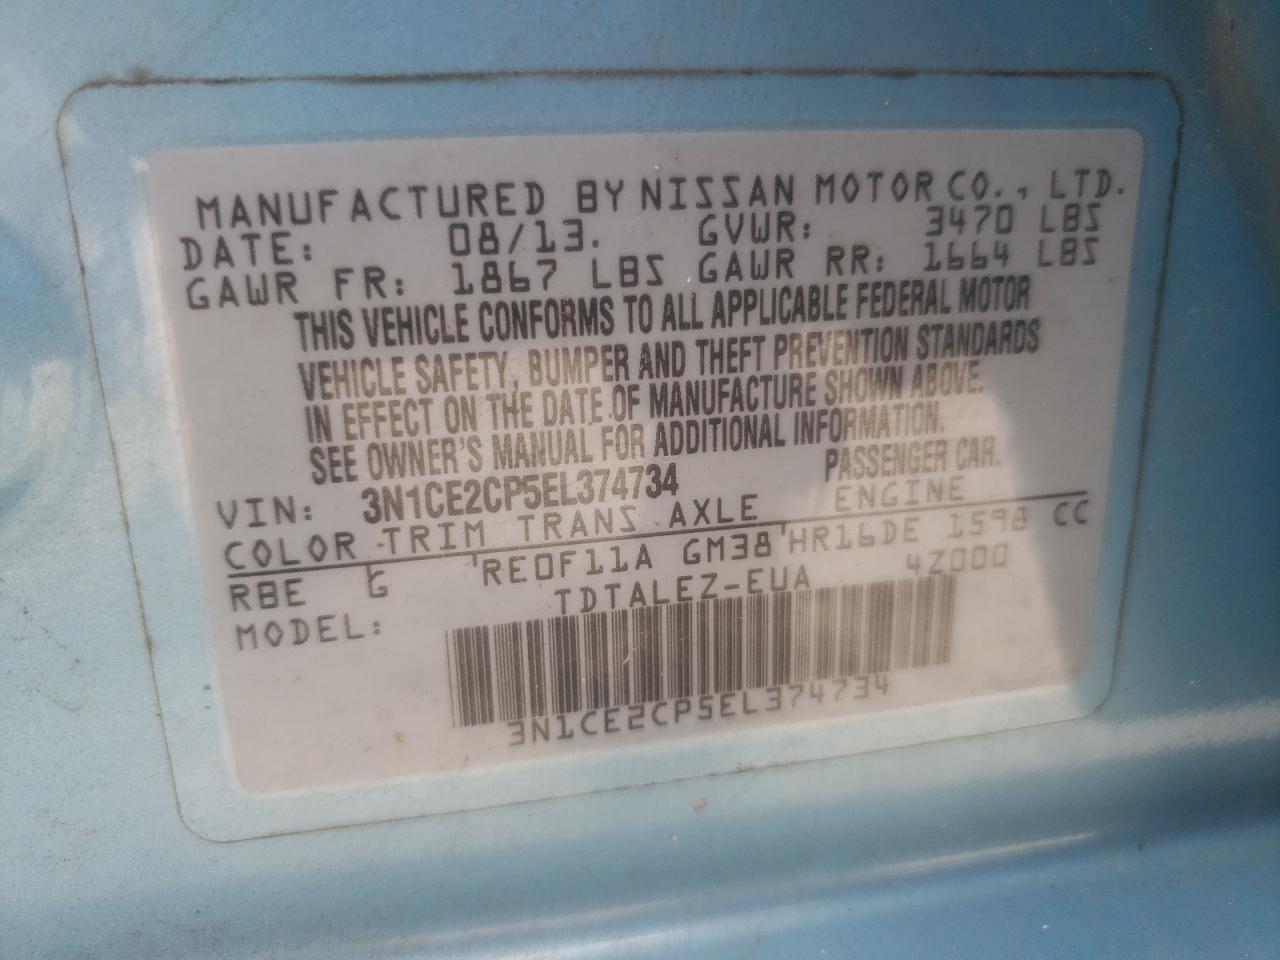 MANUFACTURED BY NISSAN MOTOR CO., LTD.
DATE: 08/13. GVWR: 3470 LBS
GAWR FR: 1867 LBS GAWR RR: 1664 LBS
THIS VEHICLE CONFORMS TO ALL APPLICABLE FEDERAL MOTOR
VEHICLE SAFETY, BUMPER AND THEFT PREVENTION STANDARDS
IN EFFECT ON THE DATE OF MANUFACTURE SHOWN ABOVE.
SEE OWNER'S MANUAL FOR ADDITIONAL INFORMATION.
VIN: 3N1CE2CP5EL374734 PASSENGER CAR.
COLOR TRIM TRANS AXLE ENGINE
RBE G RE0F11A GM38 HR16DE 1598 CC
MODEL: TDTALEZ-EUA 4Z000
3N1CE2CP5EL374734